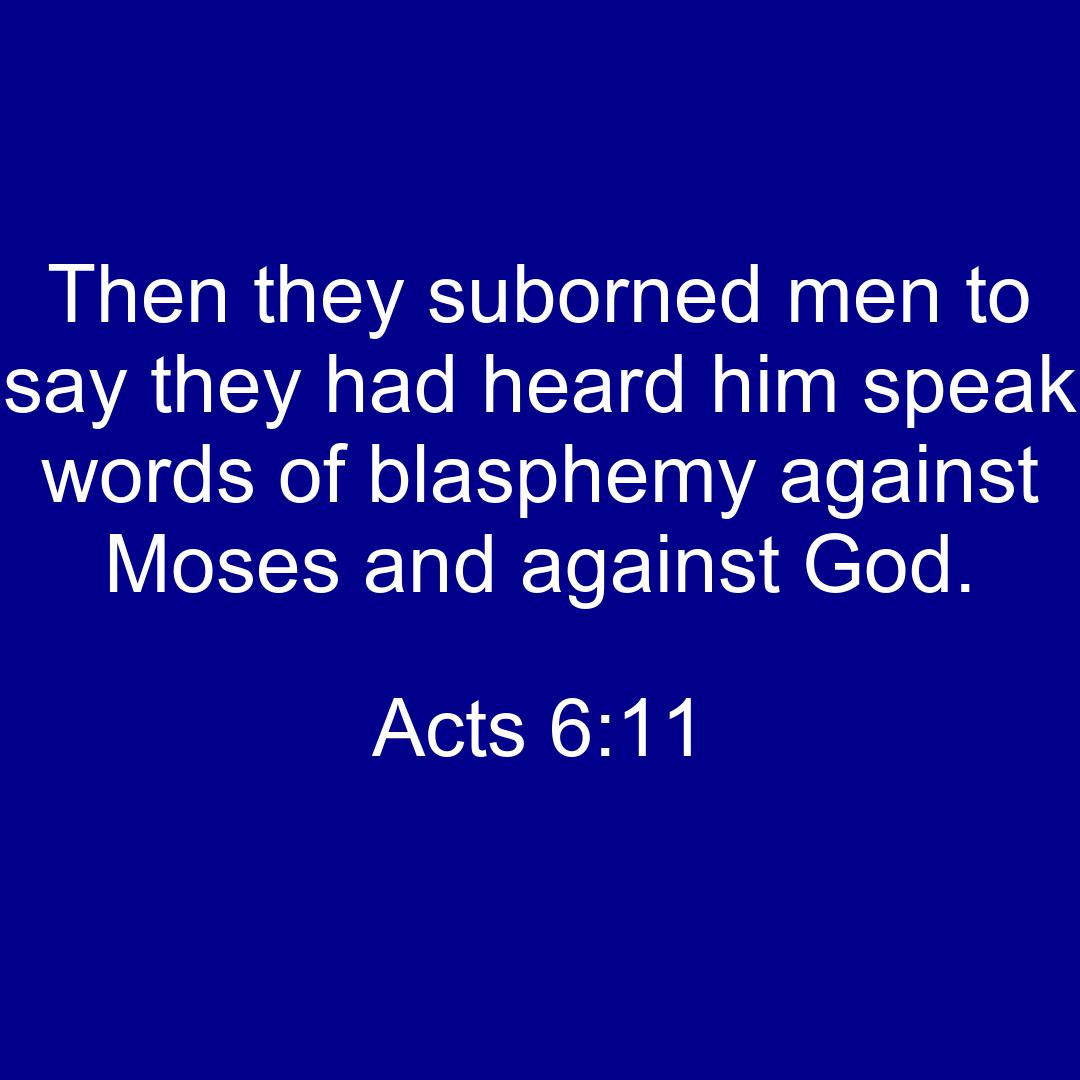 Then they suborned men to
say they had heard him speak
words of blasphemy against
Moses and against God.
Acts 6:11